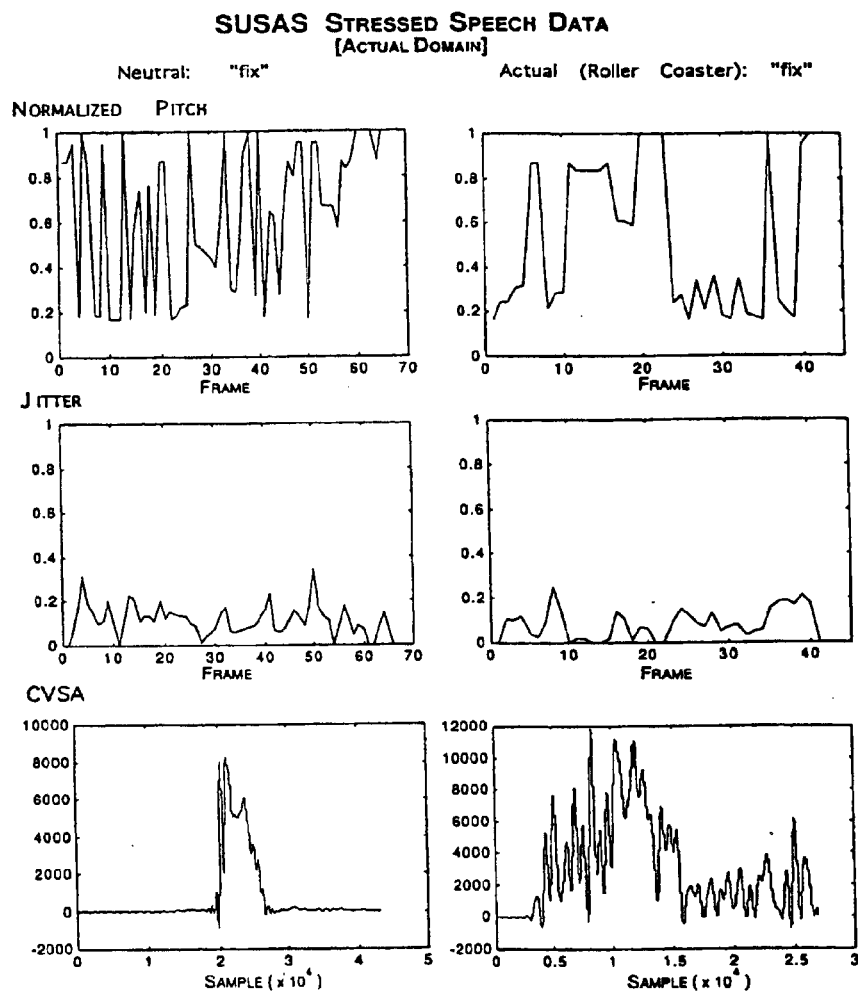 SUSAS STRESSED SPEECH DATA
[ACTUAL DOMAIN]
Neutral: "fix"
Actual (Roller Coaster): "fix"
NORMALIZED PITCH
1
0.8
0.6
0.4
0.2
0
0 10 20 30 40 50 60 70
FRAME
1
0.8
0.6
0.4
0.2
0
0 10 20 30 40
FRAME
JITTER
1
0.8
0.6
0.4
0.2
0
0 10 20 30 40 50 60 70
FRAME
1
0.8
0.6
0.4
0.2
0
0 10 20 30 40
FRAME
CVSA
10000
8000
6000
4000
2000
0
-2000
0 1 2 3 4 5
SAMPLE (x 10^4)
12000
10000
8000
6000
4000
2000
0
-2000
0 0.5 1 1.5 2 2.5 3
SAMPLE (x 10^4)